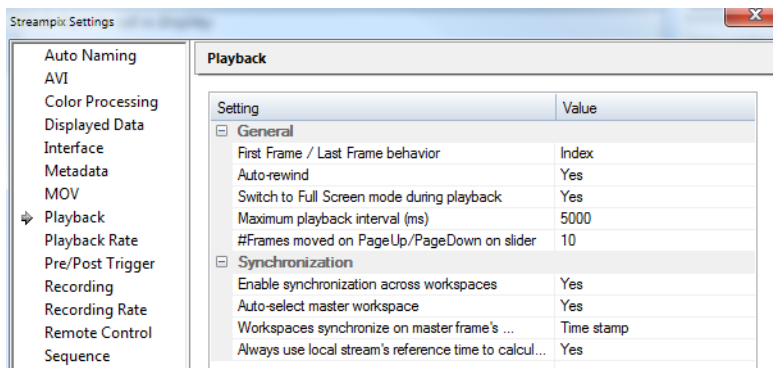 Streampix Settings
Auto Naming
AVI
Color Processing
Displayed Data
Interface
Metadata
MOV
Playback
Playback Rate
Pre/Post Trigger
Recording
Recording Rate
Remote Control
Sequence
Playback
Setting Value
General
First Frame / Last Frame behavior Index
Auto-rewind Yes
Switch to Full Screen mode during playback Yes
Maximum playback interval (ms) 5000
#Frames moved on PageUp/PageDown on slider 10
Synchronization
Enable synchronization across workspaces Yes
Auto-select master workspace Yes
Workspaces synchronize on master frame's ... Time stamp
Always use local stream's reference time to calcul... Yes